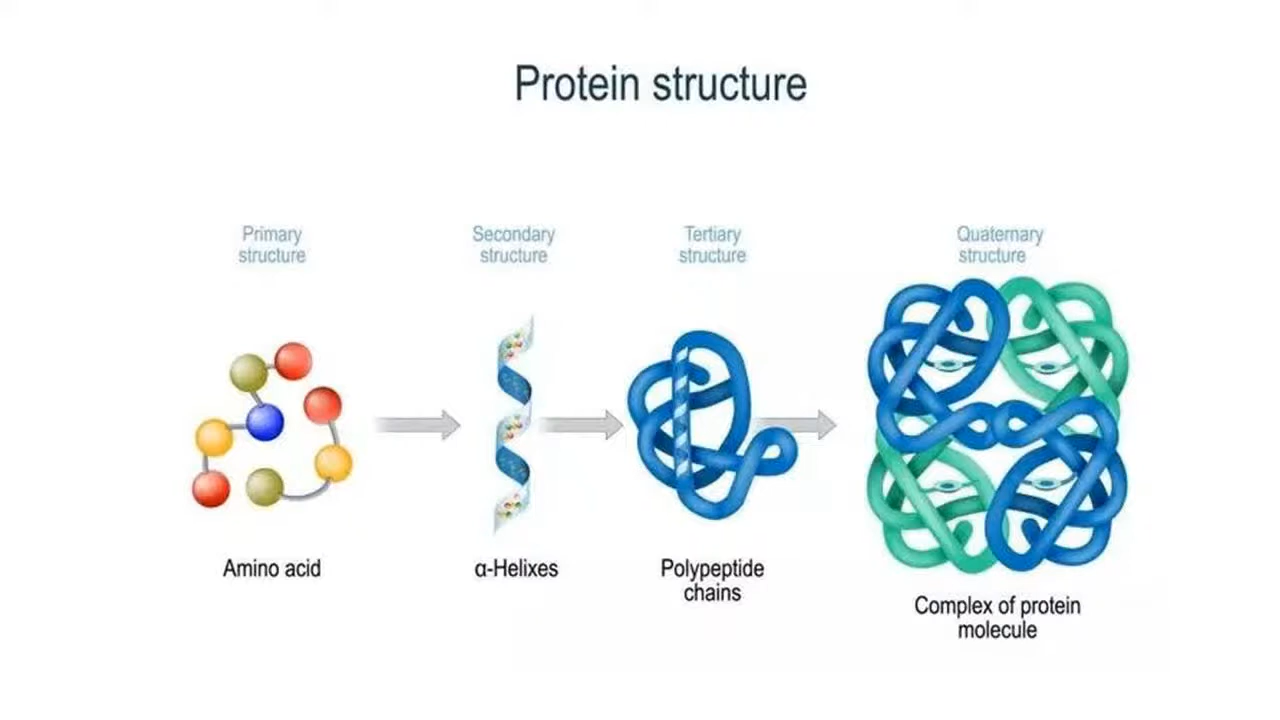 Protein structure
Primary
structure
Secondary
structure
Tertiary
structure
Quaternary
structure
Amino acid
α-Helixes
Polypeptide
chains
Complex of protein
molecule